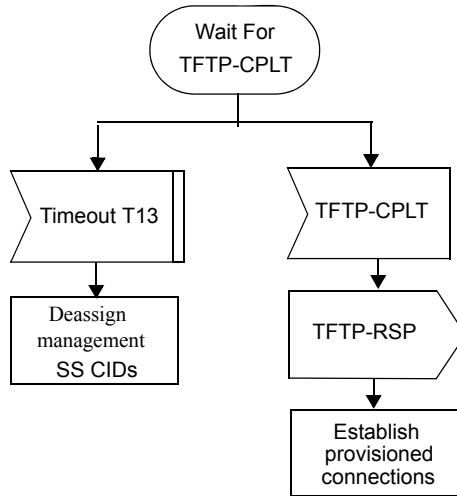 Wait For
TFTP-CPLT
Timeout T13
TFTP-CPLT
Deassign
management
SS CIDs
TFTP-RSP
Establish
provisioned
connections